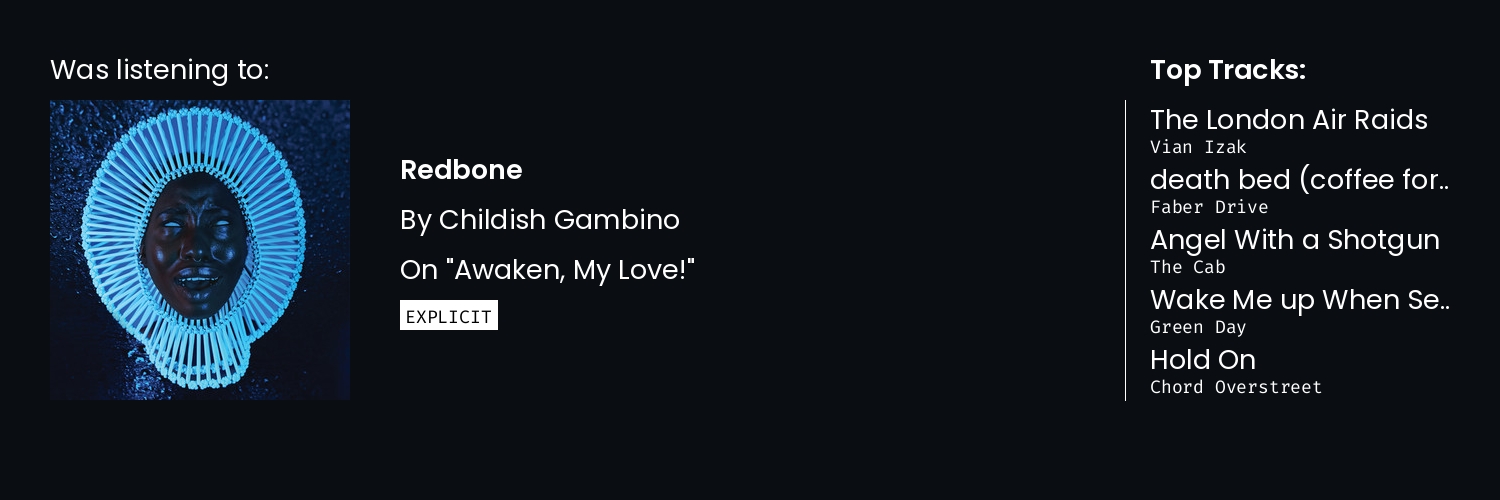 Was listening to:
Redbone
By Childish Gambino
On "Awaken, My Love!"
EXPLICIT
Top Tracks:
The London Air Raids
Vian Izak
death bed (coffee for..
Faber Drive
Angel With a Shotgun
The Cab
Wake Me up When Se..
Green Day
Hold On
Chord Overstreet